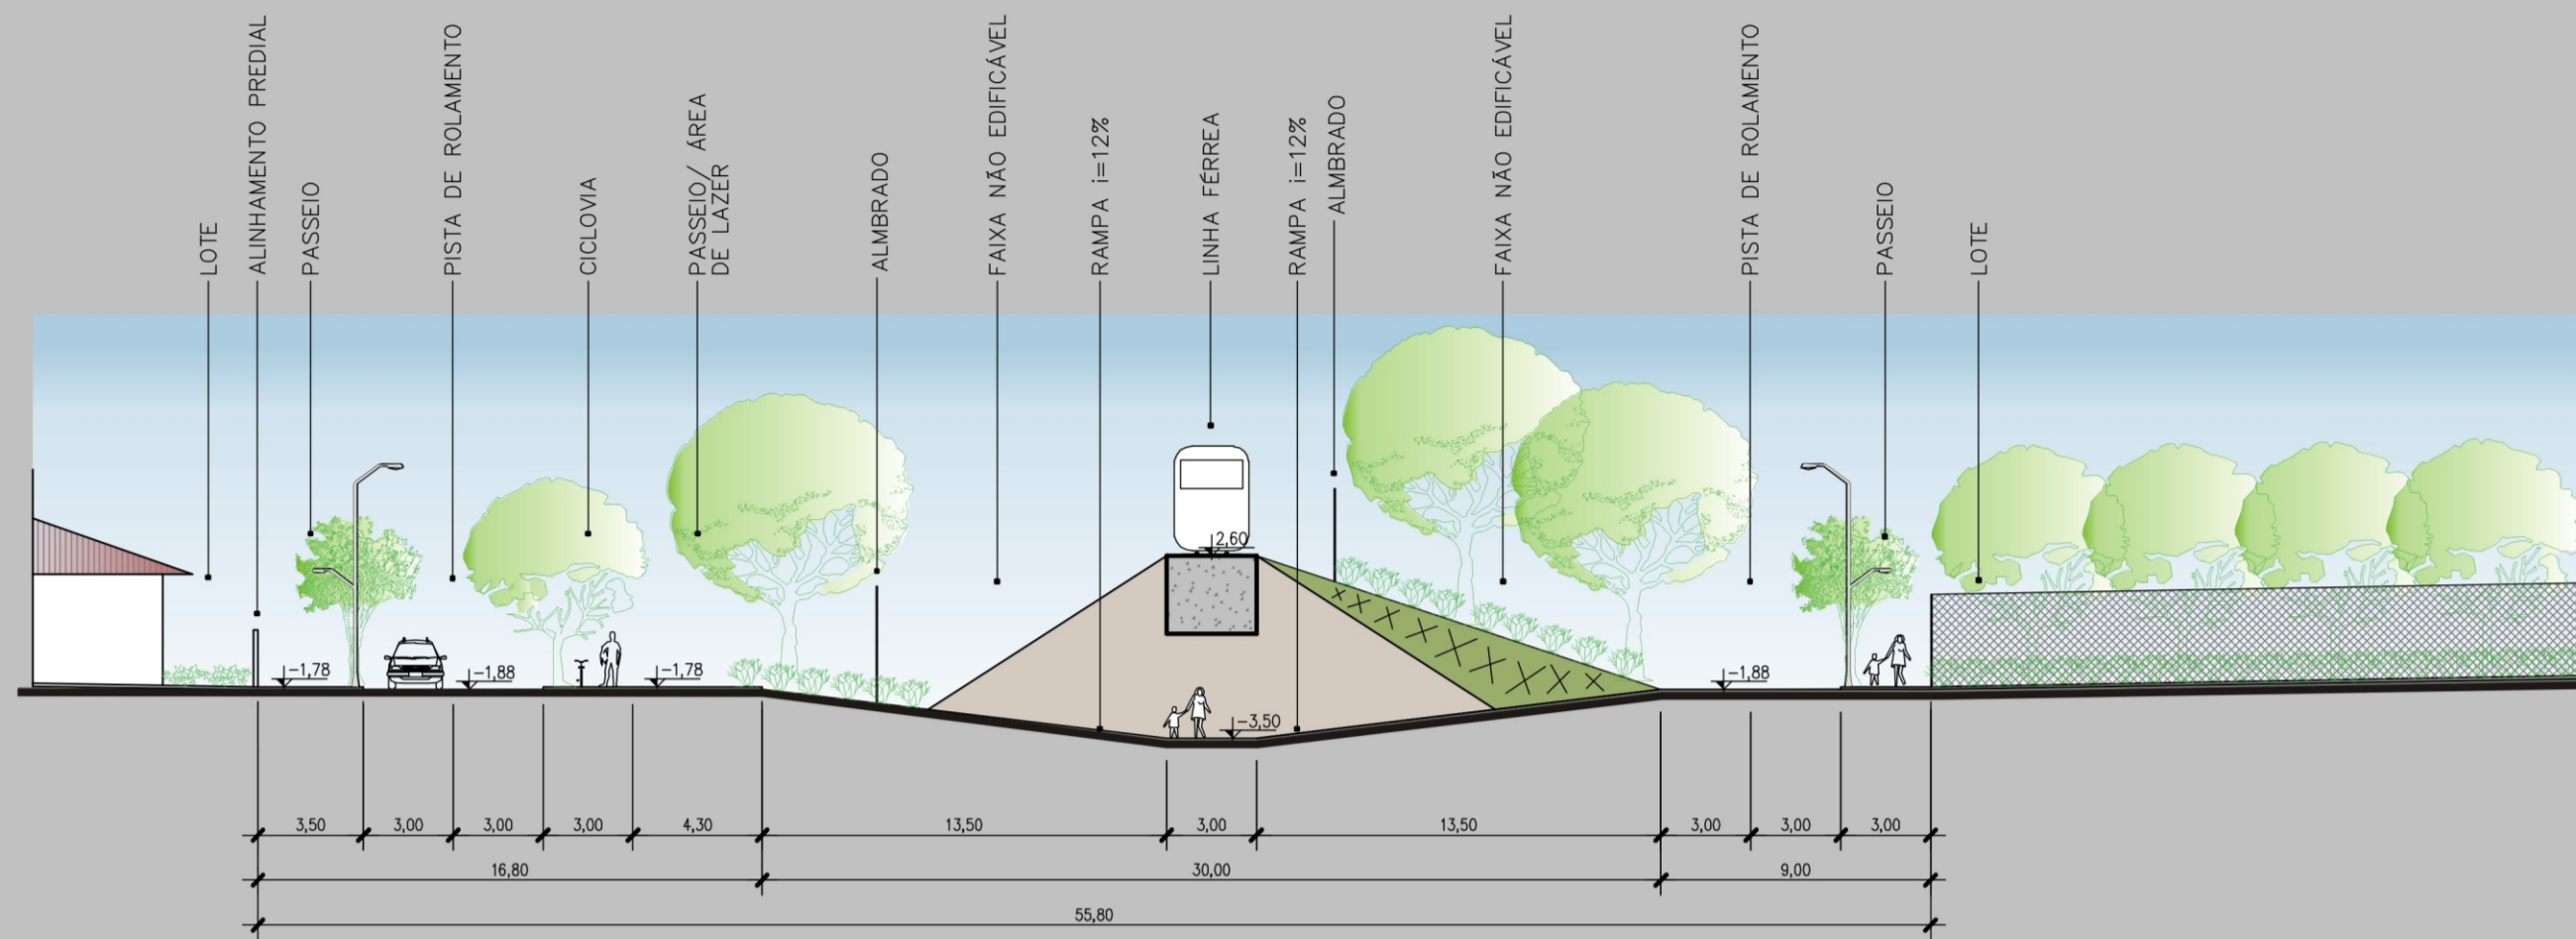 LOTE
ALINHAMENTO PREDIAL
PASSEIO
PISTA DE ROLAMENTO
CICLOVIA
PASSEIO/ ÁREA
DE LAZER
ALMBRADO
FAIXA NÃO EDIFICÁVEL
RAMPA i=12%
LINHA FÉRREA
RAMPA i=12%
ALMBRADO
FAIXA NÃO EDIFICÁVEL
PISTA DE ROLAMENTO
PASSEIO
LOTE
2,60
-1,78
-1,88
-1,78
-3,50
-1,88
3,50
3,00
3,00
3,00
4,30
13,50
3,00
13,50
3,00
3,00
3,00
16,80
30,00
9,00
55,80